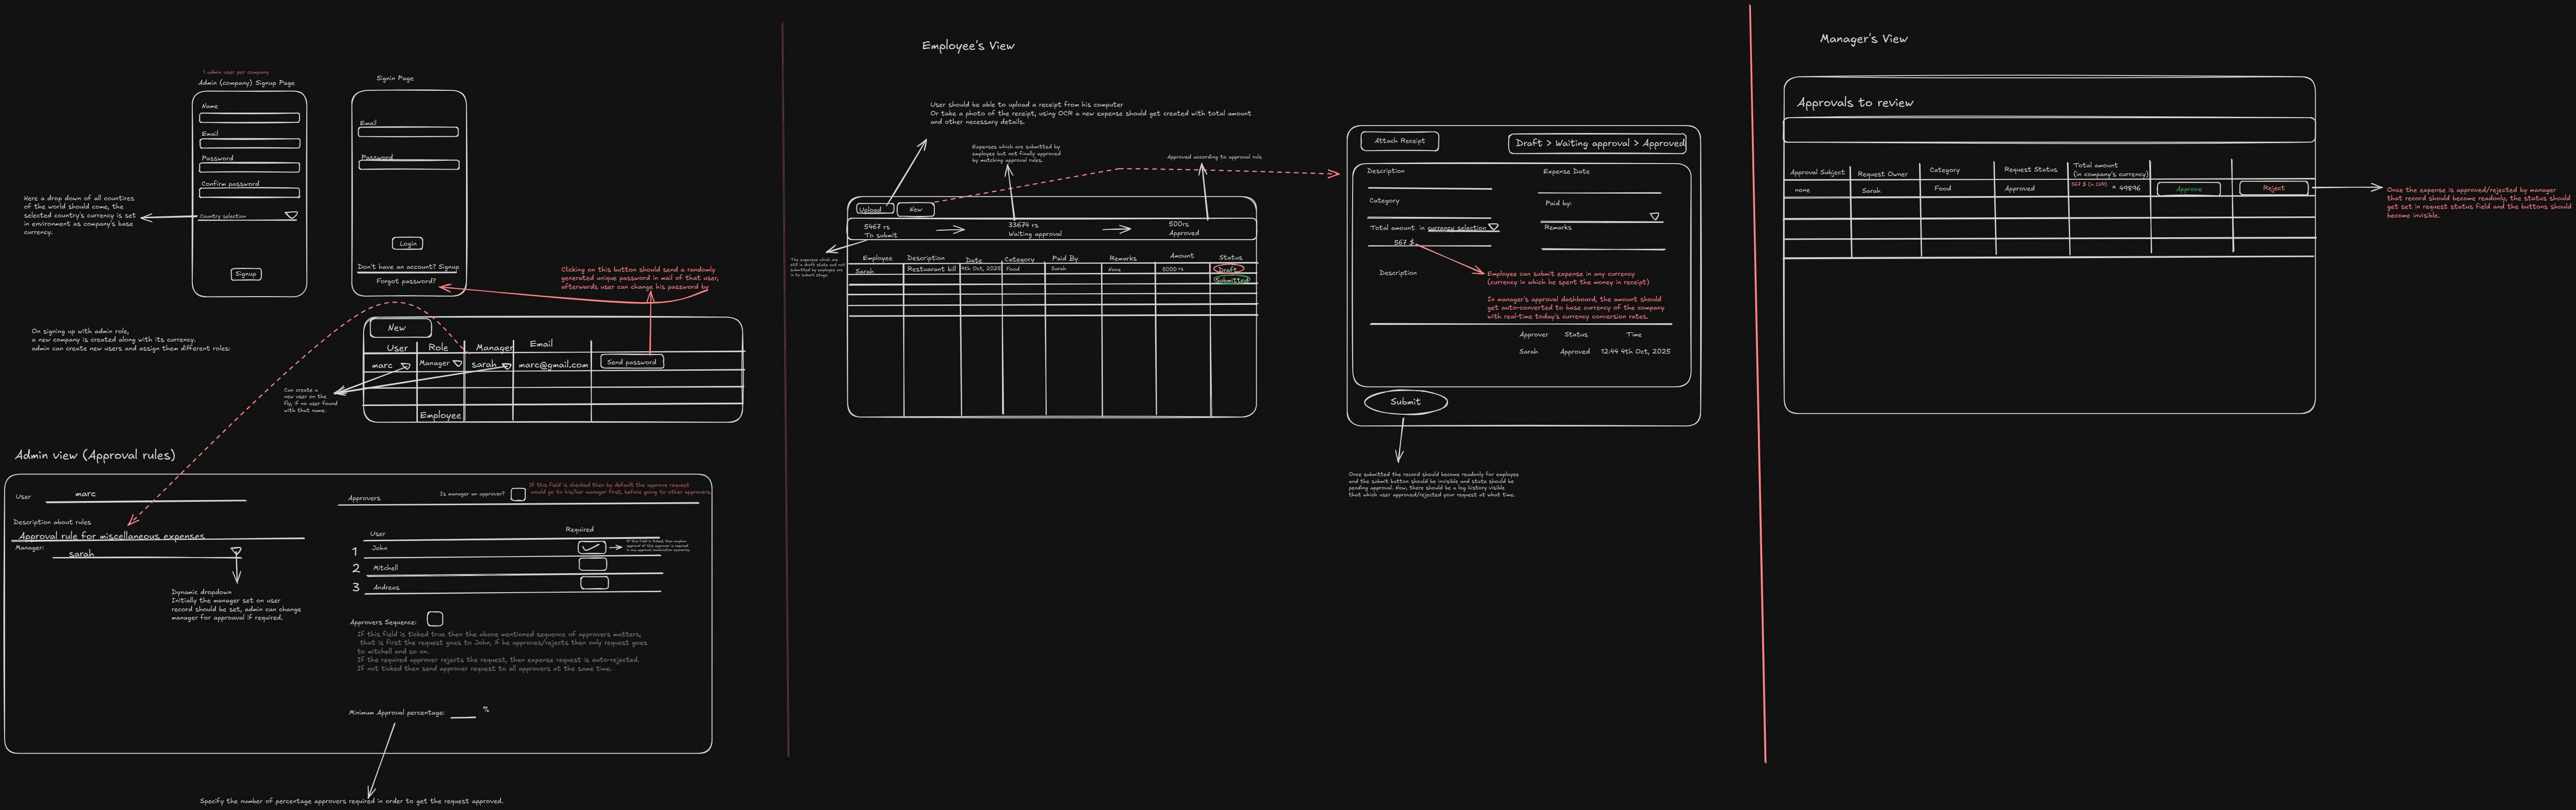 1 admin user per company
Admin (company) Signup Page
Name
Email
Password
Confirm password
Country selection
Signup
Here a drop down of all countires
of the world should come, the
selected country's currency is set
in environment as company's base
currency.
Signin Page
Email
Password
Login
Don't have an account? Signup
Forgot password?
Clicking on this button should send a randomly
generated unique password in mail of that user,
afterwards user can change his password by
On signing up with admin role,
a new company is created along with its currency.
admin can create new users and assign them different roles:
New
User Role Manager Email
marc Manager sarah marc@gmail.com Send password
Employee
Can create a
new user on the
fly, if no user found
with that name.
Admin view (Approval rules)
User marc
Description about rules
Approval rule for miscellaneous expenses
Manager: sarah
Dynamic dropdown
Initially the manager set on user
record should be set, admin can change
manager for approaval if required.
Approvers
Is manager an approver?
If this field is checked then by default the approve request
would go to his/her manager first, before going to other approvers.
User Required
1 John
If this field is ticked, then anyhow
approval of this approver is required
in any approval combination scenarios.
2 Mitchell
3 Andreas
Approvers Sequence:
If this field is ticked true then the above mentioned sequence of approvers matters,
that is first the request goes to John, if he approves/rejects then only request goes
to mitchell and so on.
If the required approver rejects the request, then expense request is auto-rejected.
If not ticked then send approver request to all approvers at the same time.
Minimum Approval percentage: %
Specify the number of percentage approvers required in order to get the request approved.
Employee's View
User should be able to upload a receipt from his computer
Or take a photo of the receipt, using OCR a new expense should get created with total amount
and other necessary details.
Expenses which are submitted by
employee but not finally approved
by matching approval rules.
Approved according to approval rule
Upload New
5467 rs
To submit
33674 rs
Waiting approval
500rs
Approved
The expenses which are
still in draft state and not
submitted by employee are
in to submit stage.
Employee Description Date Category Paid By Remarks Amount Status
Sarah Restuarant bill 4th Oct, 2025 Food Sarah None 5000 rs Draft
Submitted
Attach Receipt
Draft > Waiting approval > Approved
Description
Expense Date
Category
Paid by:
Total amount in currency selection
567 $
Remarks
Description
Employee can submit expense in any currency
(currency in which he spent the money in receipt)
In manager's approval dashboard, the amount should
get auto-converted to base currency of the company
with real-time today's currency conversion rates.
Approver Status Time
Sarah Approved 12:44 4th Oct, 2025
Submit
Once submitted the record should become readonly for employee
and the submit button should be invisible and state should be
pending approval. Now, there should be a log history visible
that which user approved/rejected your request at what time.
Manager's View
Approvals to review
Approval Subject Request Owner Category Request Status Total amount
(in company's currency)
none Sarah Food Approved 567 $ (in INR) = 49896 Approve Reject
Once the expense is approved/rejected by manager
that record should become readonly, the status should
get set in request status field and the buttons should
become invisible.